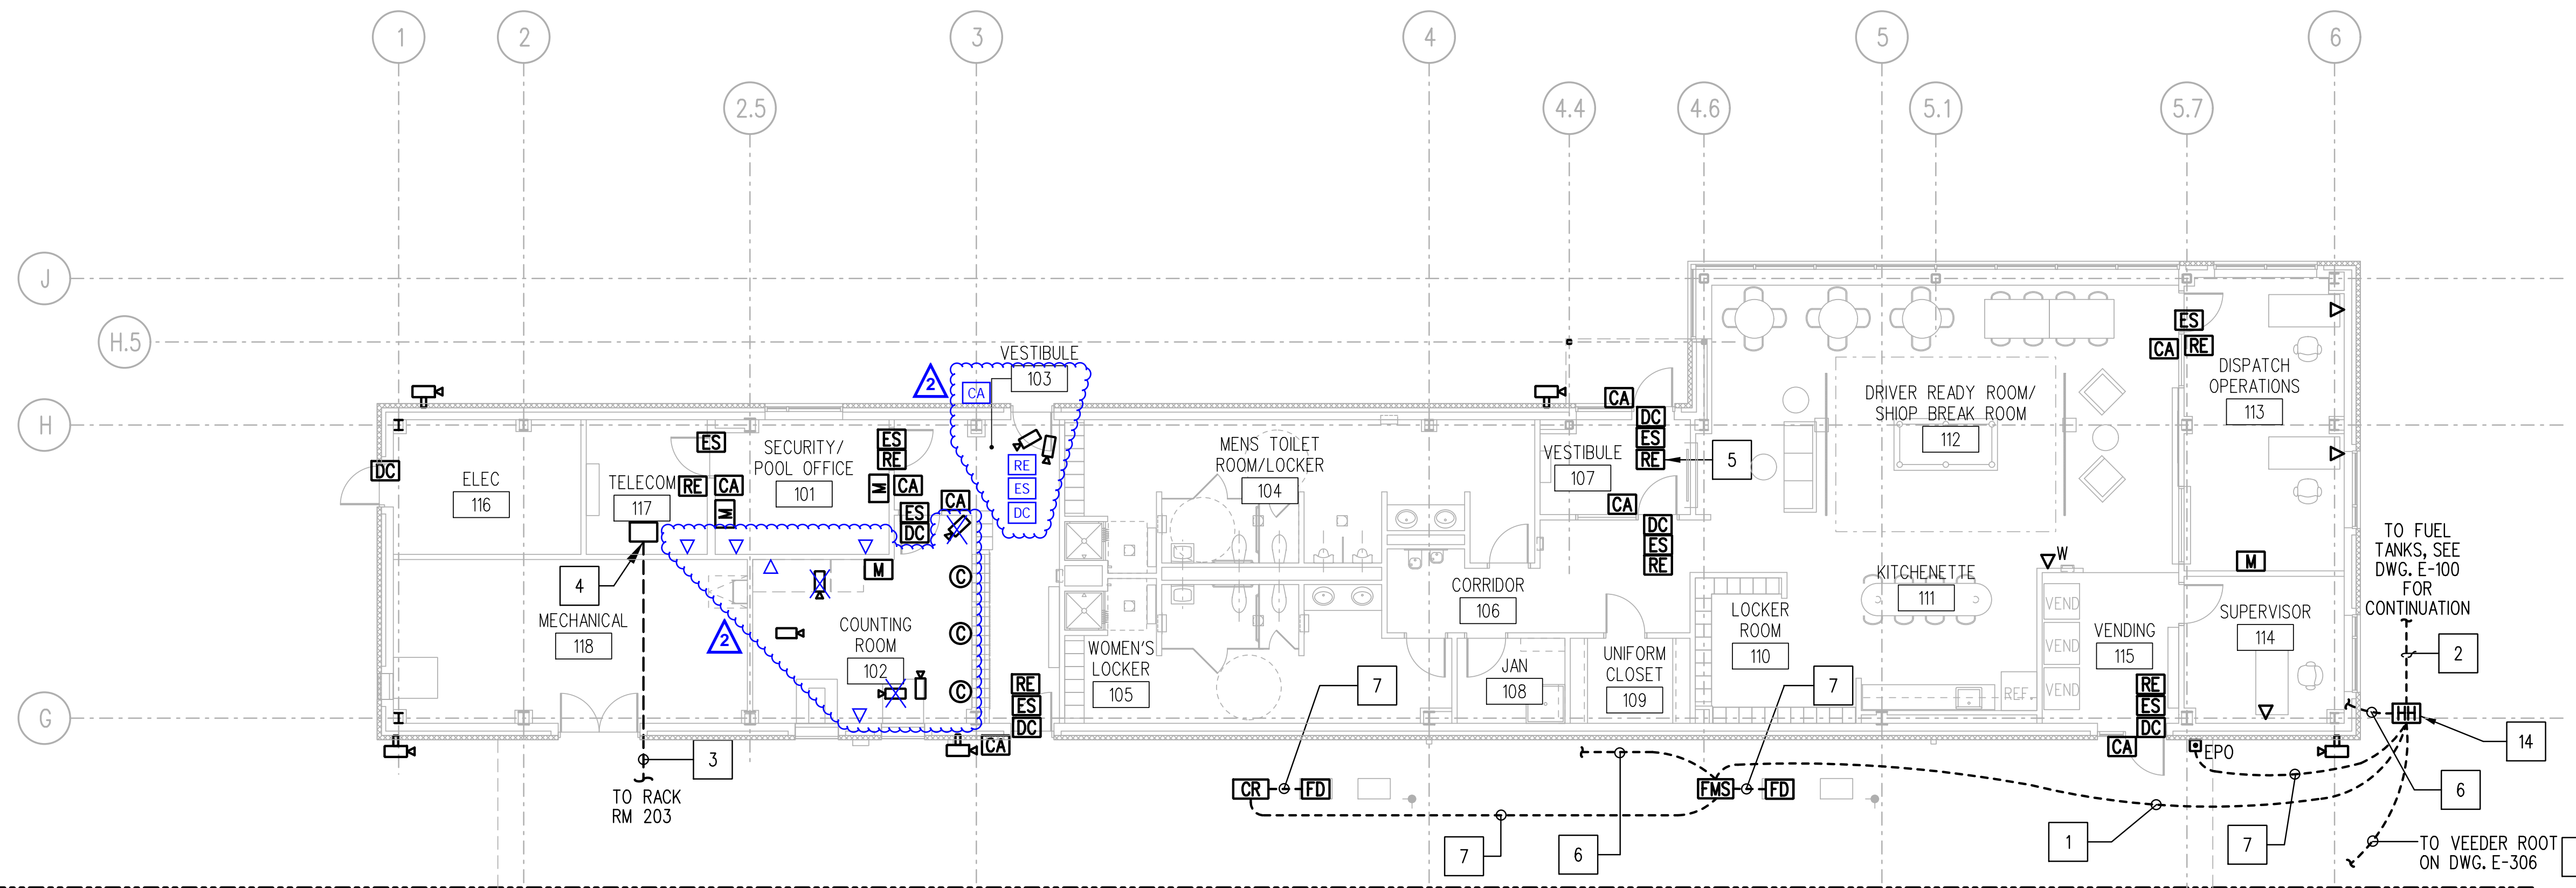 1
2
3
4
5
6
2.5
4.4
4.6
5.1
5.7
J
H.5
H
G
2
VESTIBULE
103
CA
RE
ES
DC
DC
ELEC
116
TELECOM
117
ES
RE
CA
M
SECURITY/
POOL OFFICE
101
ES
RE
M
CA
ES
DC
CA
M
C
C
C
4
MECHANICAL
118
2
COUNTING
ROOM
102
3
TO RACK
RM 203
CA
RE
ES
DC
MENS TOILET
ROOM/LOCKER
104
WOMEN'S
LOCKER
105
VESTIBULE
107
CA
DC
ES
RE
5
CA
DC
ES
RE
CORRIDOR
106
JAN
108
UNIFORM
CLOSET
109
LOCKER
ROOM
110
DRIVER READY ROOM/
SHIOP BREAK ROOM
112
KITCHENETTE
111
W
VEND
VEND
VEND
REF.
VENDING
115
RE
ES
DC
CA
ES
CA
RE
DISPATCH
OPERATIONS
113
M
SUPERVISOR
114
TO FUEL
TANKS, SEE
DWG. E-100
FOR
CONTINUATION
2
HH
14
EPO
6
7
1
TO VEEDER ROOT
ON DWG. E-306
CR
FD
7
7
FMS
FD
7
6